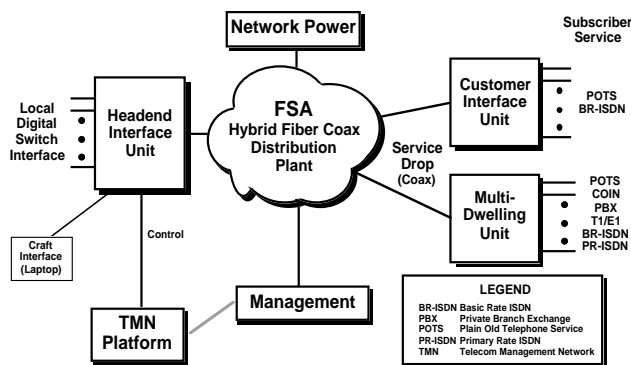 Network Power
Subscriber
Service
Local
Digital
Switch
Interface
Headend
Interface
Unit
FSA
Hybrid Fiber Coax
Distribution
Plant
Customer
Interface
Unit
POTS
BR-ISDN
Service
Drop
(Coax)
Multi-
Dwelling
Unit
POTS
COIN
PBX
T1/E1
BR-ISDN
PR-ISDN
Craft
Interface
(Laptop)
Control
TMN
Platform
Management
LEGEND
BR-ISDN Basic Rate ISDN
PBX Private Branch Exchange
POTS Plain Old Telephone Service
PR-ISDN Primary Rate ISDN
TMN Telecom Management Network